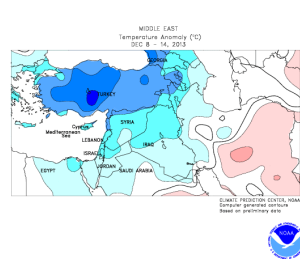 MIDDLE EAST
Temperature Anomaly (°C)
DEC 8 – 14, 2013
GEORGIA
TURKEY
Cyprus
Mediterranean
Sea
SYRIA
LEBANON
IRAQ
ISRAEL
JORDAN
EGYPT
SAUDI ARABIA
CLIMATE PREDICTION CENTER, NOAA
Computer generated contours
Based on preliminary data
NOAA